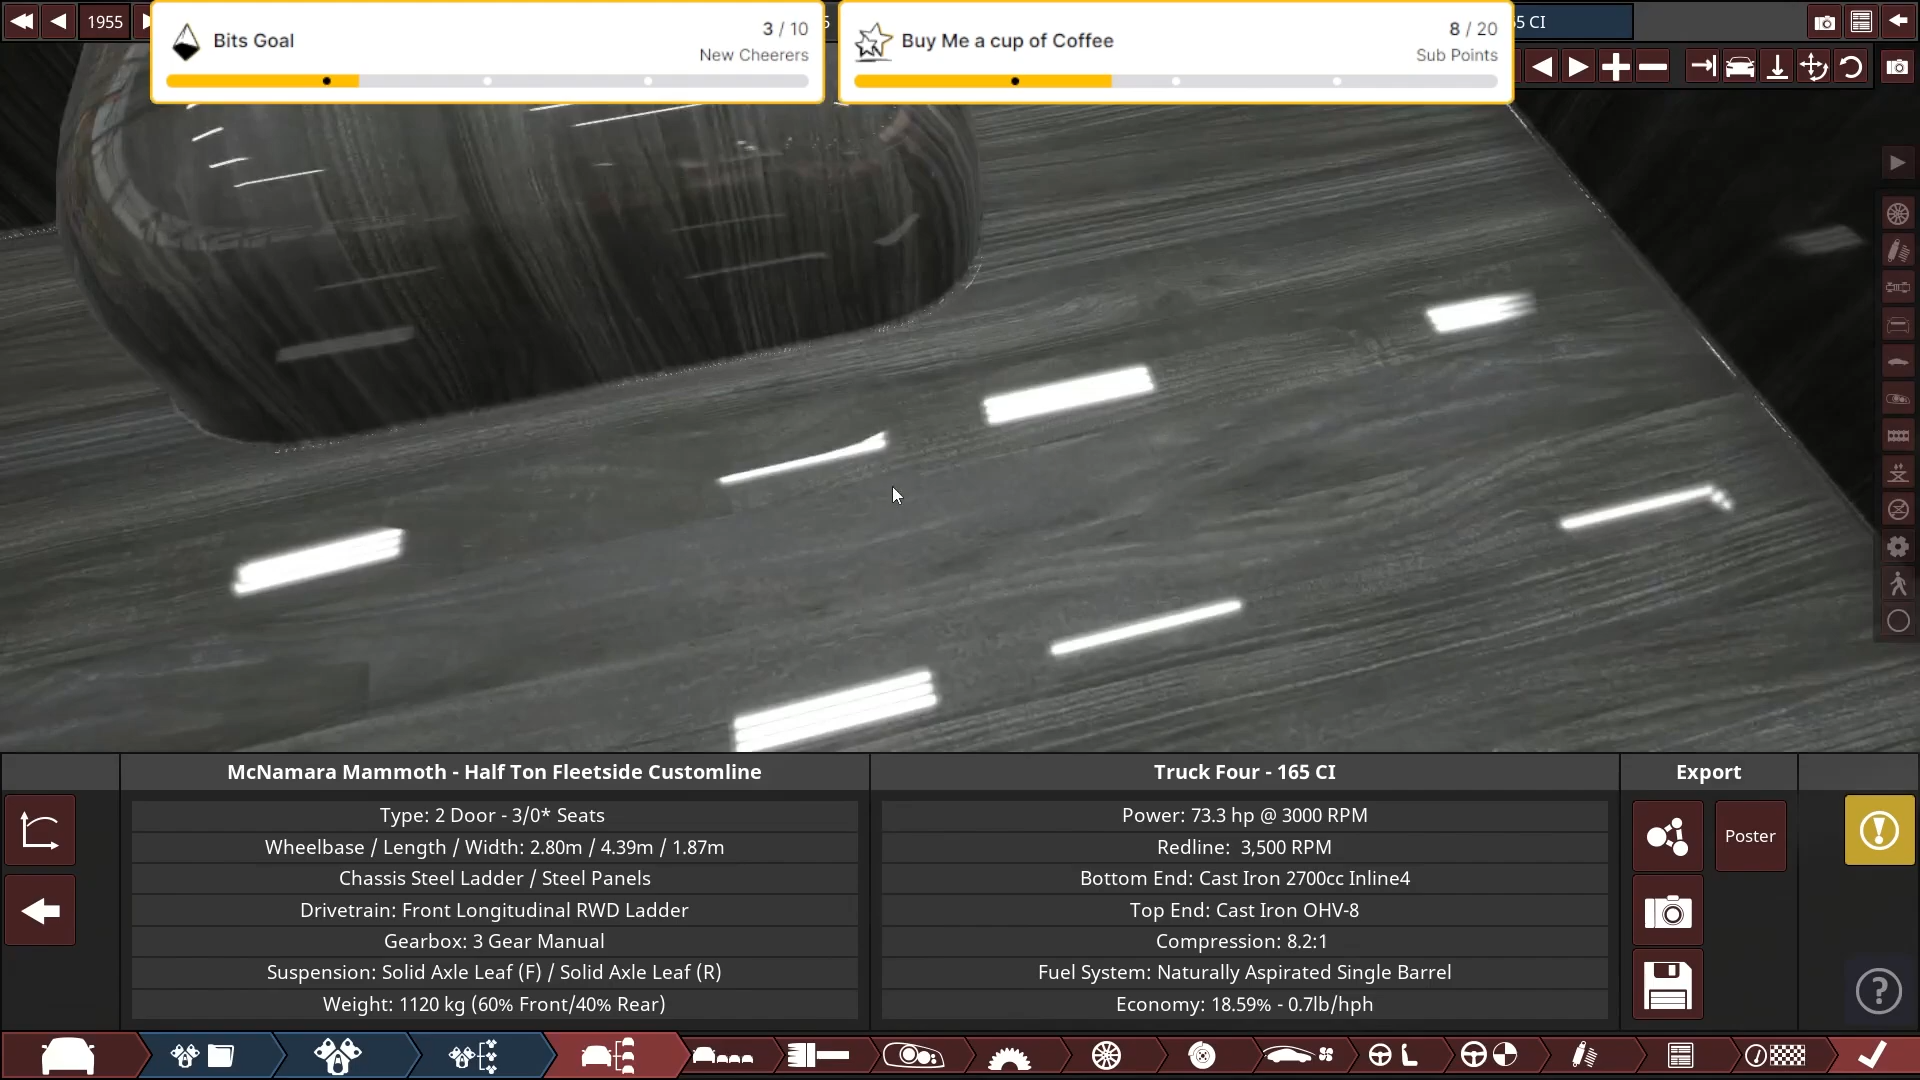 1955
Bits Goal
3 / 10
New Cheerers
Buy Me a cup of Coffee
8 / 20
Sub Points
5 CI
McNamara Mammoth - Half Ton Fleetside Customline
Type: 2 Door - 3/0* Seats
Wheelbase / Length / Width: 2.80m / 4.39m / 1.87m
Chassis Steel Ladder / Steel Panels
Drivetrain: Front Longitudinal RWD Ladder
Gearbox: 3 Gear Manual
Suspension: Solid Axle Leaf (F) / Solid Axle Leaf (R)
Weight: 1120 kg (60% Front/40% Rear)
Truck Four - 165 CI
Power: 73.3 hp @ 3000 RPM
Redline: 3,500 RPM
Bottom End: Cast Iron 2700cc Inline4
Top End: Cast Iron OHV-8
Compression: 8.2:1
Fuel System: Naturally Aspirated Single Barrel
Economy: 18.59% - 0.7lb/hph
Export
Poster